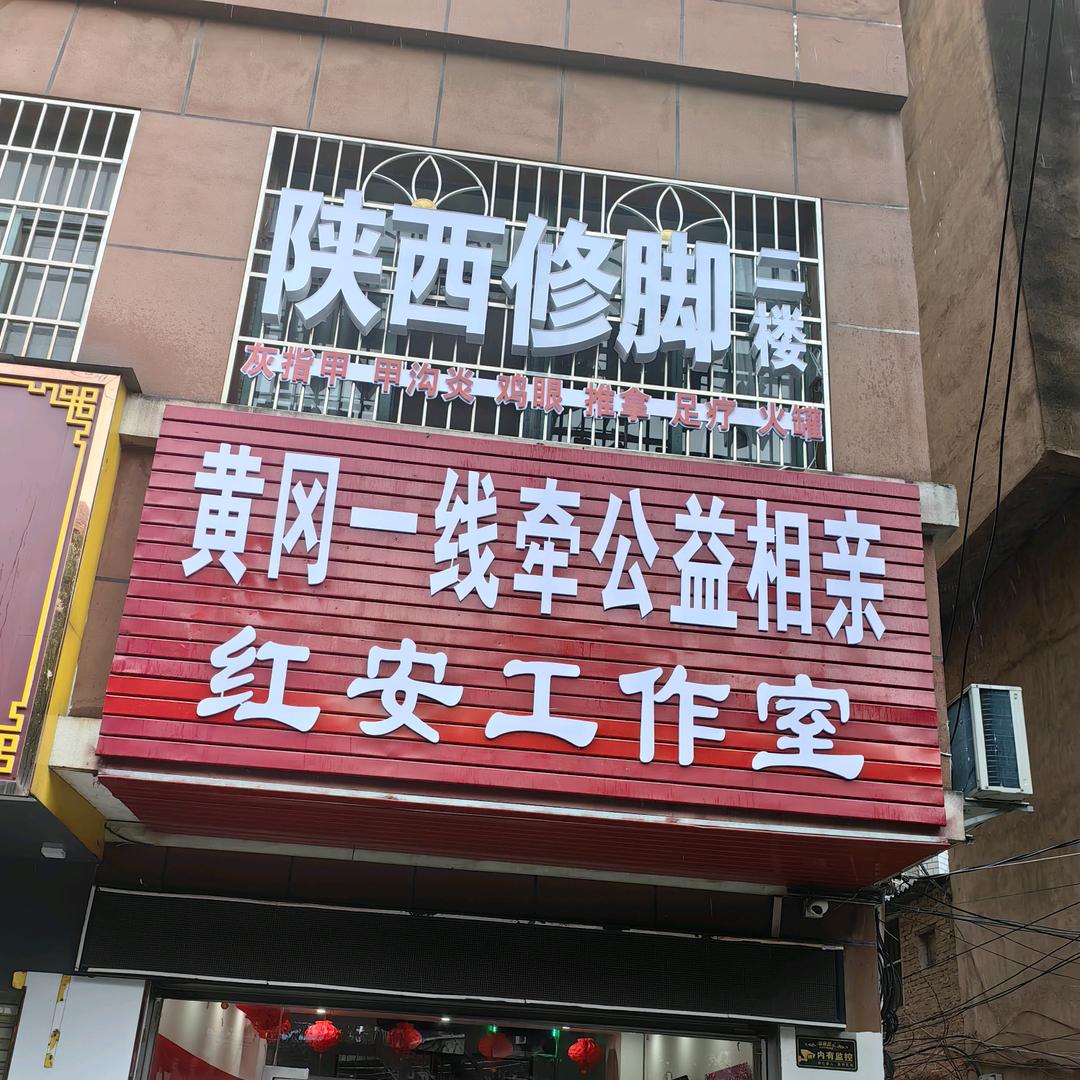 陕西修脚 二楼
灰指甲 甲沟炎 鸡眼 推拿 足疗 火罐
黄冈一线牵公益相亲
红安工作室
内有监控